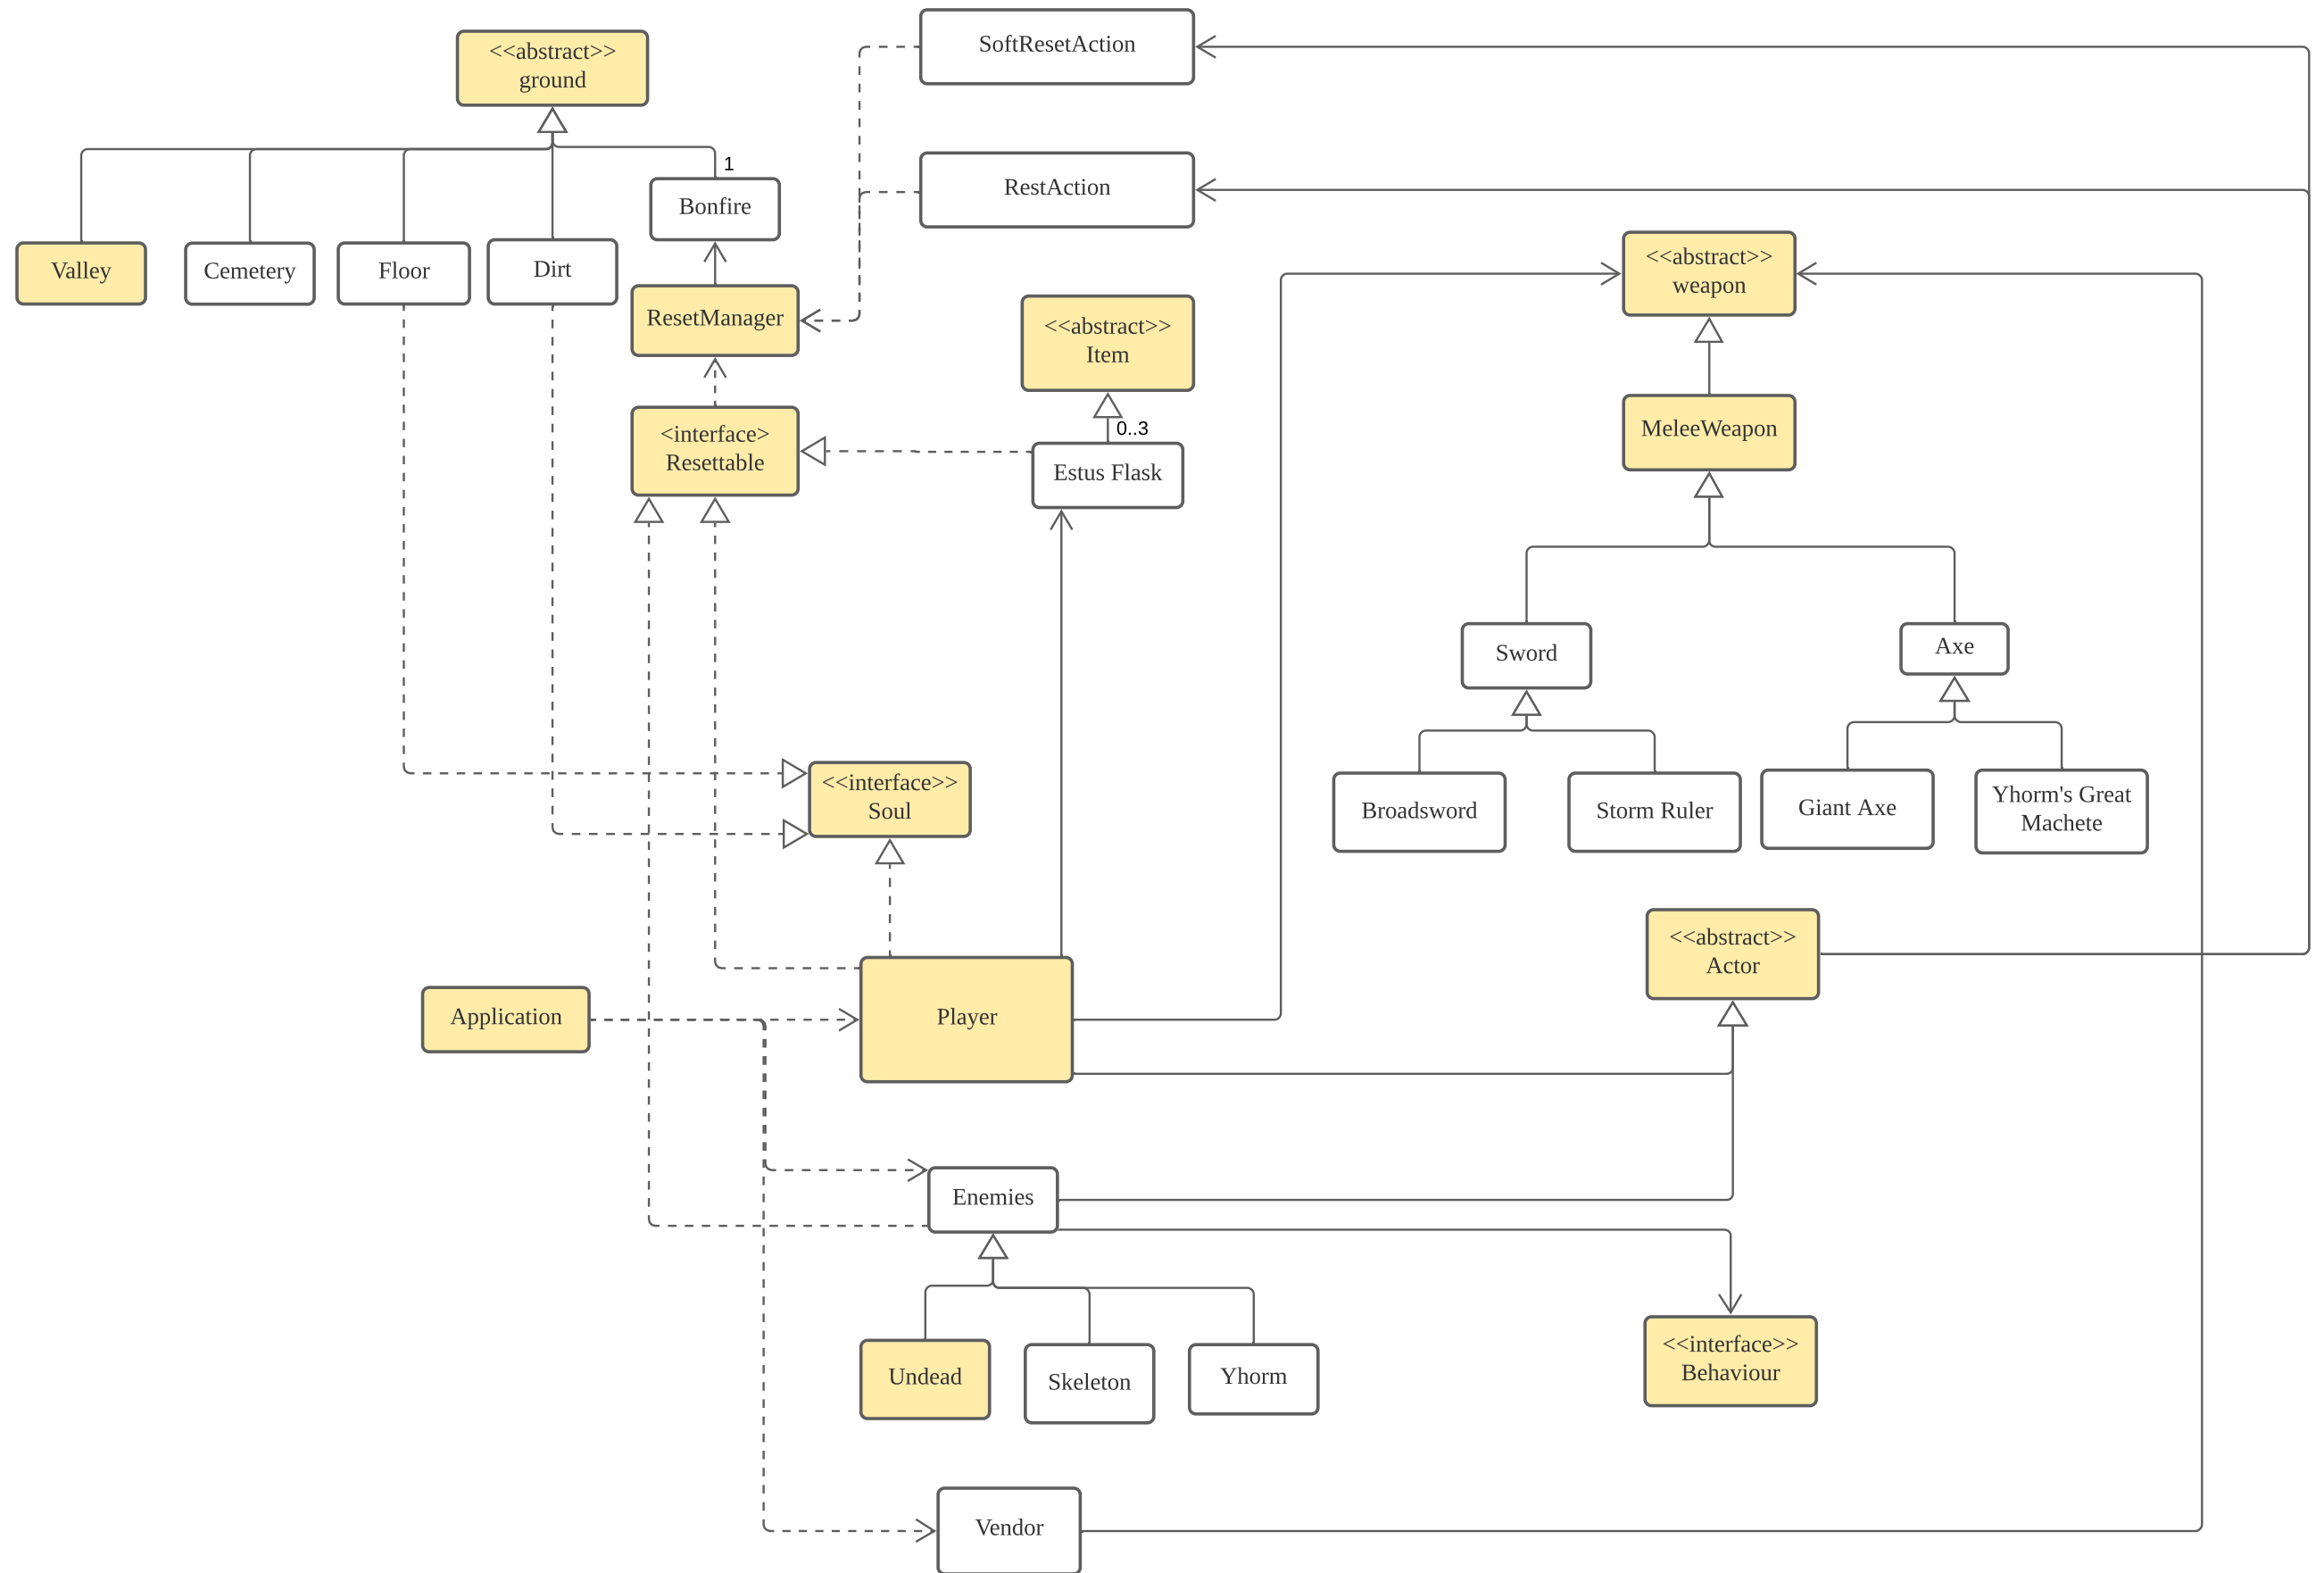 SoftResetAction
<<abstract>>
ground
1
RestAction
Bonfire
Valley
Cemetery
Floor
Dirt
<<abstract>>
weapon
ResetManager
<<abstract>>
Item
0..3
MeleeWeapon
<interface>
Resettable
Estus Flask
Sword
Axe
<<interface>>
Soul
Broadsword
Storm Ruler
Giant Axe
Yhorm's Great
Machete
<<abstract>>
Actor
Application
Player
Enemies
<<interface>>
Behaviour
Undead
Skeleton
Yhorm
Vendor